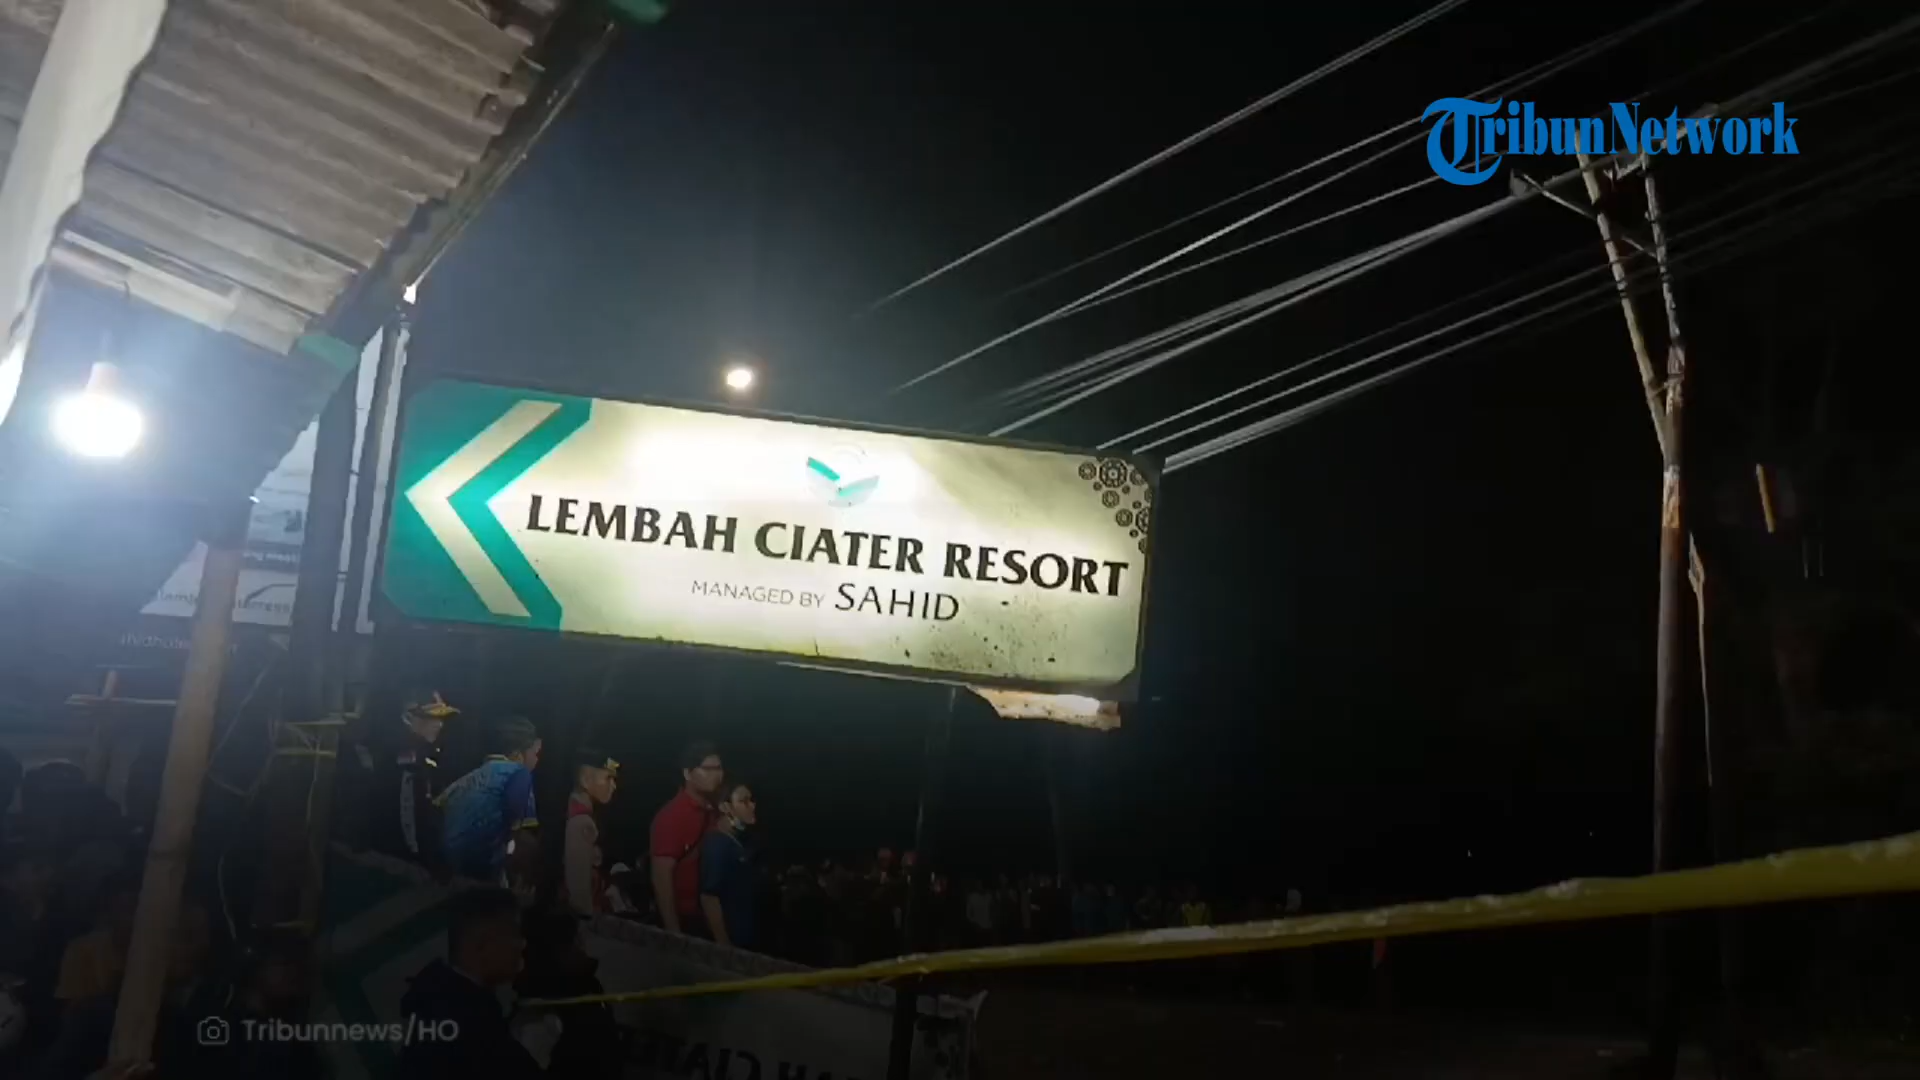 TribunNetwork
LEMBAH CIATER RESORT
MANAGED BY SAHID
Tribunnews/HO